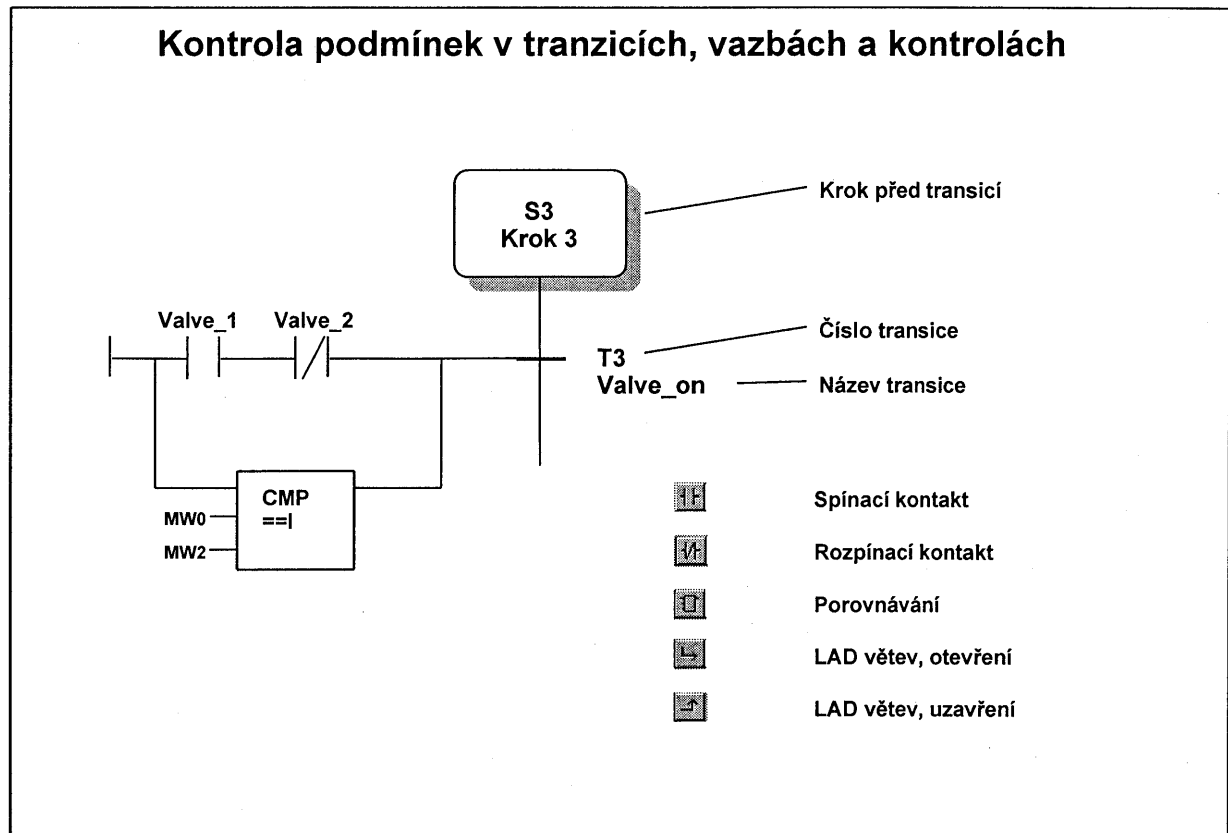 Kontrola podmínek v tranzicích, vazbách a kontrolách
S3
Krok 3
Krok před transicí
Valve_1
Valve_2
T3
Valve_on
Číslo transice
Název transice
CMP
==I
MW0
MW2
Spínací kontakt
Rozpínací kontakt
Porovnávání
LAD větev, otevření
LAD větev, uzavření